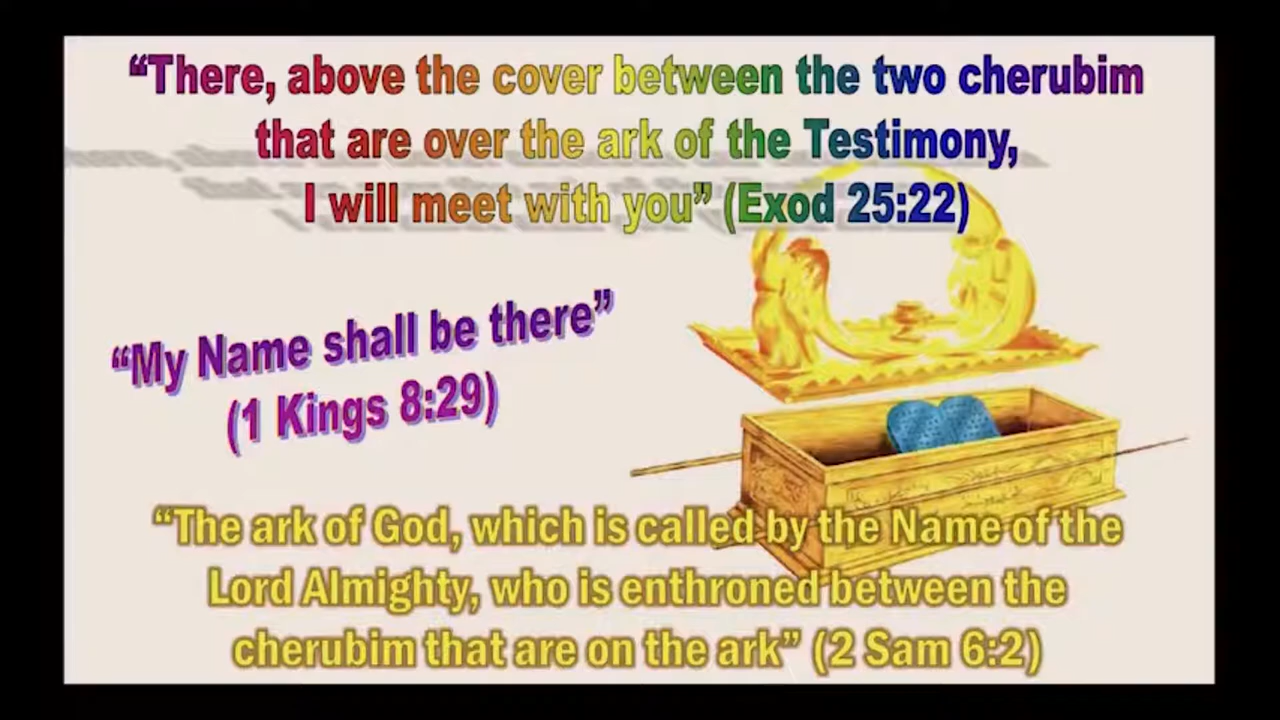 “There, above the cover between the two cherubim
that are over the ark of the Testimony,
I will meet with you” (Exod 25:22)
“My Name shall be there”
(1 Kings 8:29)
“The ark of God, which is called by the Name of the
Lord Almighty, who is enthroned between the
cherubim that are on the ark” (2 Sam 6:2)